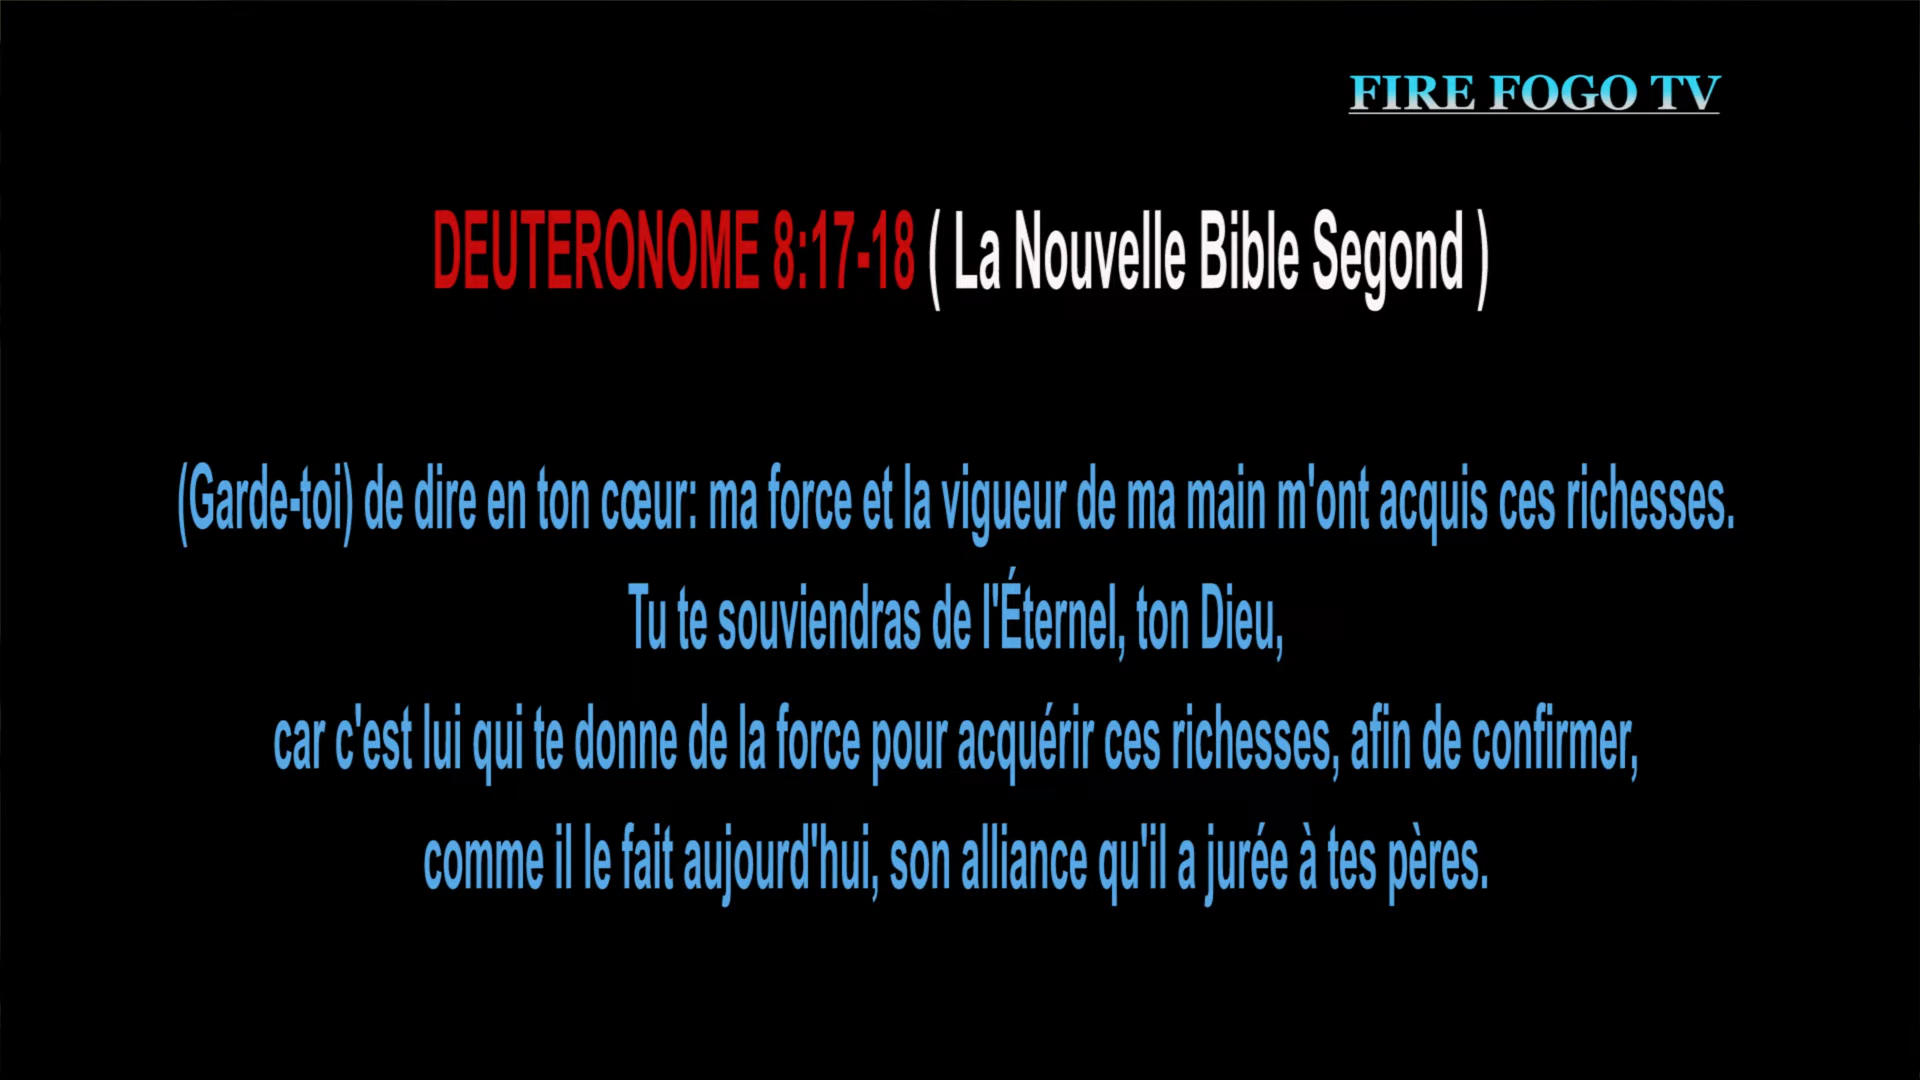 FIRE FOGO TV
DEUTERONOME 8:17-18 ( La Nouvelle Bible Segond )
(Garde-toi) de dire en ton cœur: ma force et la vigueur de ma main m'ont acquis ces richesses.
Tu te souviendras de l'Éternel, ton Dieu,
car c'est lui qui te donne de la force pour acquérir ces richesses, afin de confirmer,
comme il le fait aujourd'hui, son alliance qu'il a jurée à tes pères.